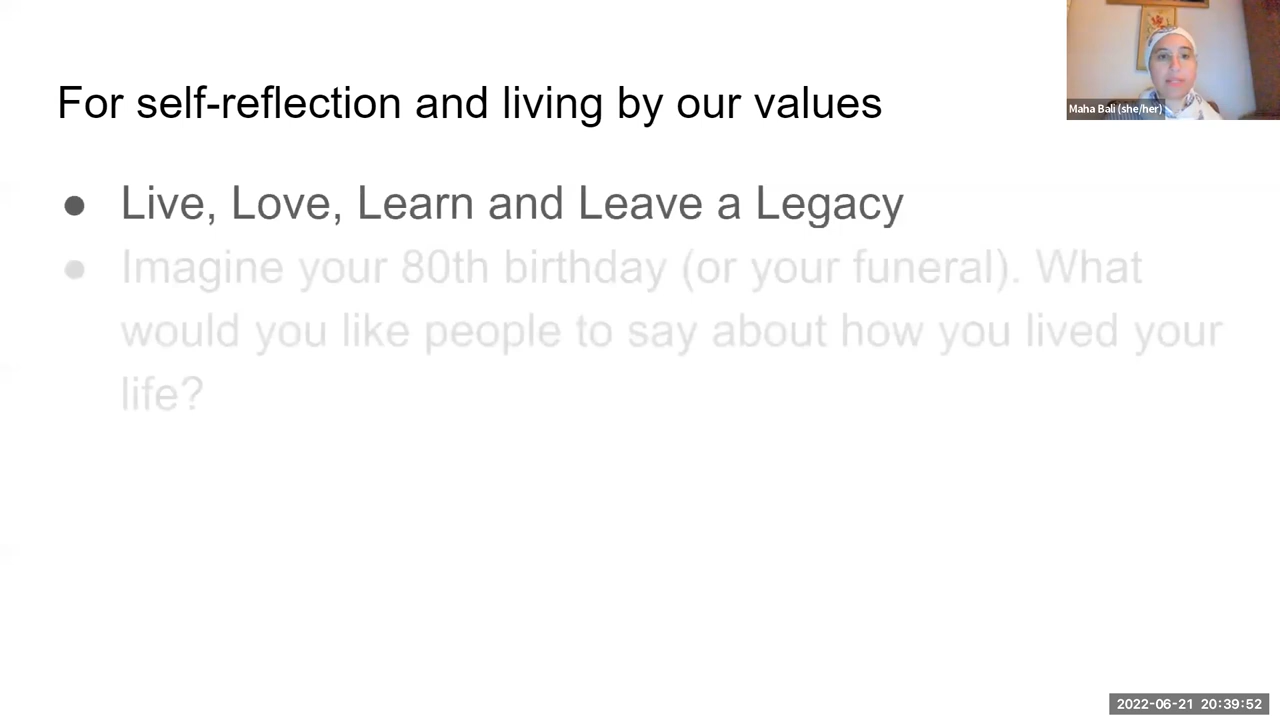 For self-reflection and living by our values
Maha Bali (she/her)
● Live, Love, Learn and Leave a Legacy
● Imagine your 80th birthday (or your funeral). What
would you like people to say about how you lived your
life?
2022-06-21 20:39:52